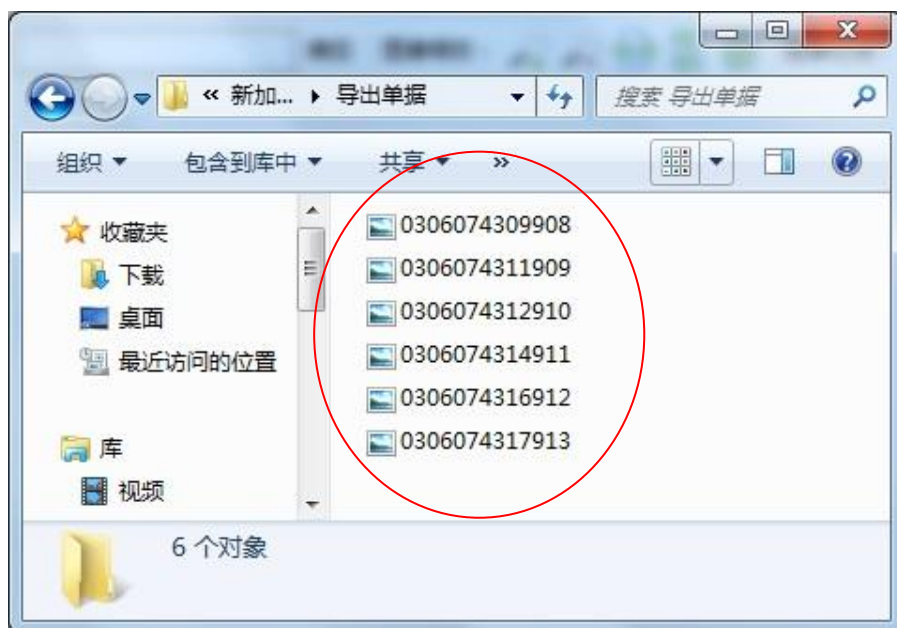 « 新加... ▸ 导出单据
搜索 导出单据
组织
包含到库中
共享
»
收藏夹
下载
桌面
最近访问的位置
库
视频
0306074309908
0306074311909
0306074312910
0306074314911
0306074316912
0306074317913
6 个对象